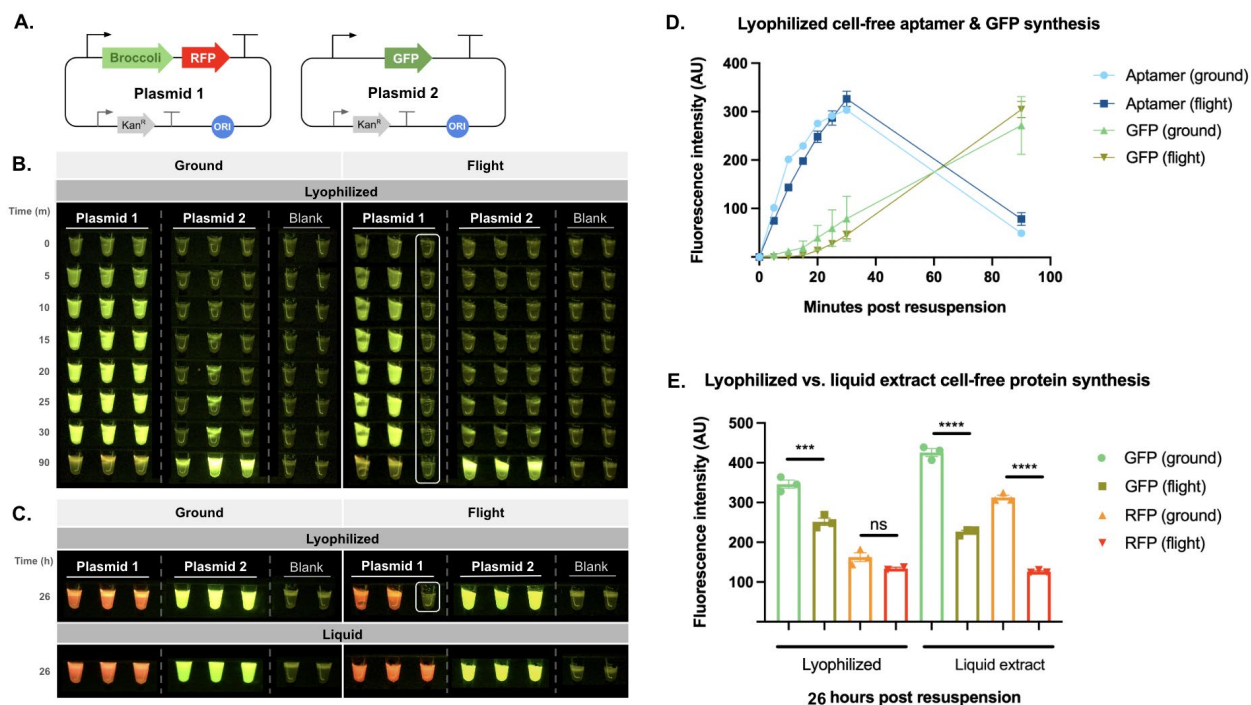 A.
Broccoli RFP
Plasmid 1
Kan^R ORI
GFP
Plasmid 2
Kan^R ORI
B.
Ground Flight
Lyophilized
Time (m)
Plasmid 1 Plasmid 2 Blank Plasmid 1 Plasmid 2 Blank
0
5
10
15
20
25
30
90
C.
Ground Flight
Lyophilized
Time (h)
Plasmid 1 Plasmid 2 Blank Plasmid 1 Plasmid 2 Blank
26
Liquid
26
D. Lyophilized cell-free aptamer & GFP synthesis
Fluorescence intensity (AU)
400
300
200
100
0 20 40 60 80 100
Minutes post resuspension
Aptamer (ground)
Aptamer (flight)
GFP (ground)
GFP (flight)
E. Lyophilized vs. liquid extract cell-free protein synthesis
Fluorescence intensity (AU)
500
400
300
200
100
*** ns **** ****
Lyophilized Liquid extract
26 hours post resuspension
GFP (ground)
GFP (flight)
RFP (ground)
RFP (flight)